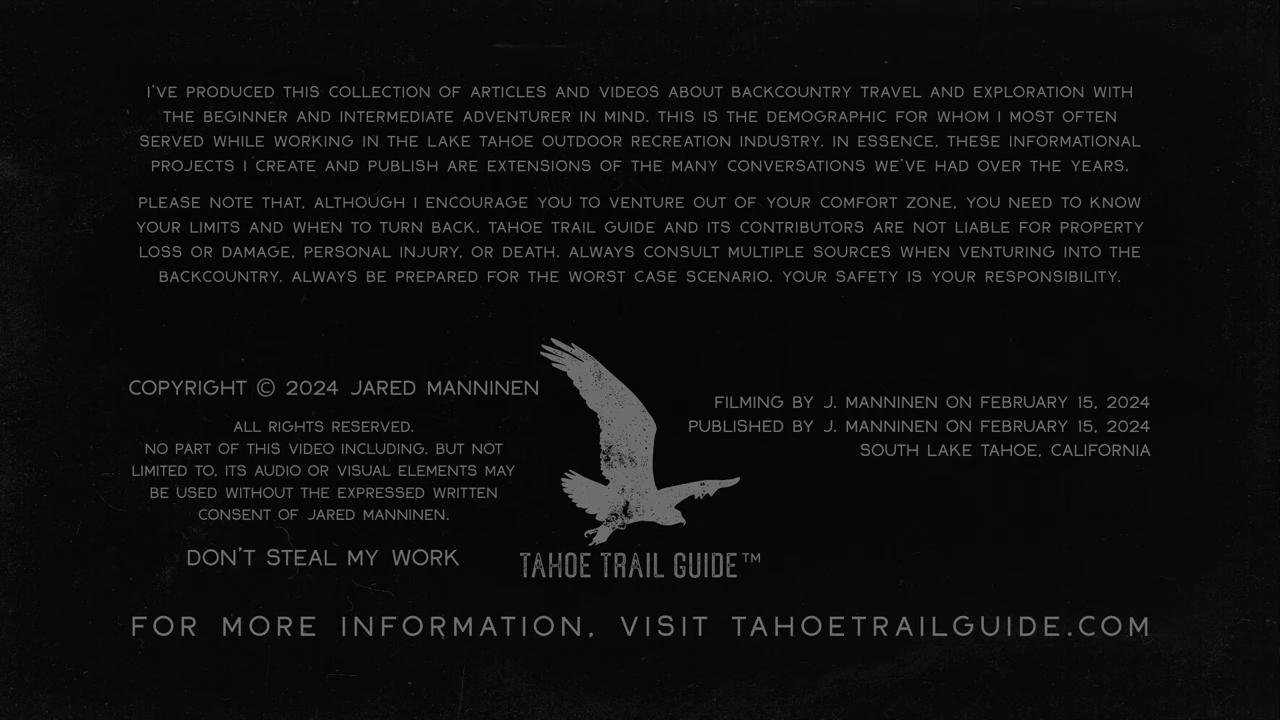 I'VE PRODUCED THIS COLLECTION OF ARTICLES AND VIDEOS ABOUT BACKCOUNTRY TRAVEL AND EXPLORATION WITH
THE BEGINNER AND INTERMEDIATE ADVENTURER IN MIND. THIS IS THE DEMOGRAPHIC FOR WHOM I MOST OFTEN
SERVED WHILE WORKING IN THE LAKE TAHOE OUTDOOR RECREATION INDUSTRY. IN ESSENCE, THESE INFORMATIONAL
PROJECTS I CREATE AND PUBLISH ARE EXTENSIONS OF THE MANY CONVERSATIONS WE'VE HAD OVER THE YEARS.
PLEASE NOTE THAT, ALTHOUGH I ENCOURAGE YOU TO VENTURE OUT OF YOUR COMFORT ZONE, YOU NEED TO KNOW
YOUR LIMITS AND WHEN TO TURN BACK. TAHOE TRAIL GUIDE AND ITS CONTRIBUTORS ARE NOT LIABLE FOR PROPERTY
LOSS OR DAMAGE, PERSONAL INJURY, OR DEATH. ALWAYS CONSULT MULTIPLE SOURCES WHEN VENTURING INTO THE
BACKCOUNTRY. ALWAYS BE PREPARED FOR THE WORST CASE SCENARIO. YOUR SAFETY IS YOUR RESPONSIBILITY.
COPYRIGHT © 2024 JARED MANNINEN
ALL RIGHTS RESERVED.
NO PART OF THIS VIDEO INCLUDING, BUT NOT
LIMITED TO, ITS AUDIO OR VISUAL ELEMENTS MAY
BE USED WITHOUT THE EXPRESSED WRITTEN
CONSENT OF JARED MANNINEN.
DON'T STEAL MY WORK
TAHOE TRAIL GUIDE™
FILMING BY J. MANNINEN ON FEBRUARY 15, 2024
PUBLISHED BY J. MANNINEN ON FEBRUARY 15, 2024
SOUTH LAKE TAHOE, CALIFORNIA
FOR MORE INFORMATION, VISIT TAHOETRAILGUIDE.COM